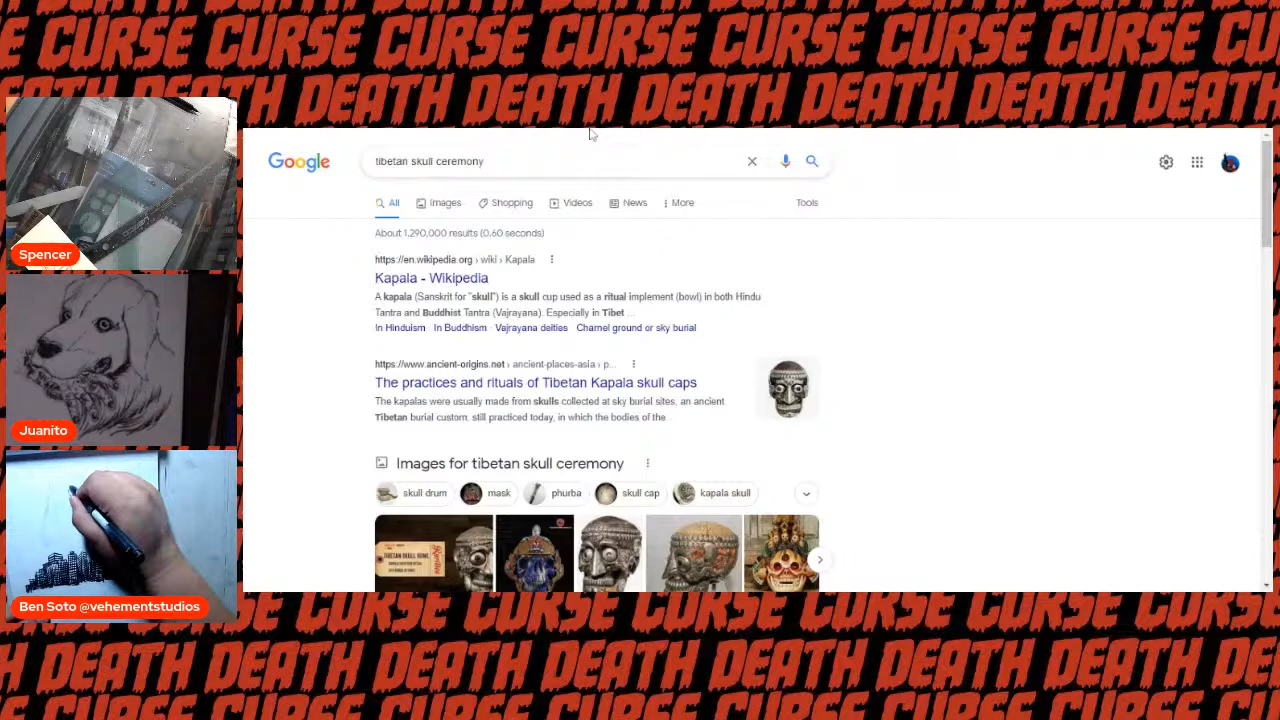 CURSE CURSE CURSE CURSE CURSE CURSE CURSE
DEATH DEATH DEATH DEATH DEATH DEATH DEATH
Spencer
Juanito
Ben Soto @vehementstudios
Google
tibetan skull ceremony
All
Images
Shopping
Videos
News
More
Tools
About 1,290,000 results (0.60 seconds)
https://en.wikipedia.org › wiki › Kapala
Kapala - Wikipedia
A kapala (Sanskrit for "skull") is a skull cup used as a ritual implement (bowl) in both Hindu
Tantra and Buddhist Tantra (Vajrayana). Especially in Tibet ...
In Hinduism · In Buddhism · Vajrayana deities · Charnel ground or sky burial
https://www.ancient-origins.net › ancient-places-asia › p...
The practices and rituals of Tibetan Kapala skull caps
The kapalas were usually made from skulls collected at sky burial sites, an ancient
Tibetan burial custom, still practiced today, in which the bodies of the
Images for tibetan skull ceremony
skull drum
mask
phurba
skull cap
kapala skull
TIBETAN SKULL BOWL
CURSE CURSE CURSE CURSE CURSE CURSE
DEATH DEATH DEATH DEATH DEATH DEATH
CURSE CURSE CURSE CURSE CURSE CURSE